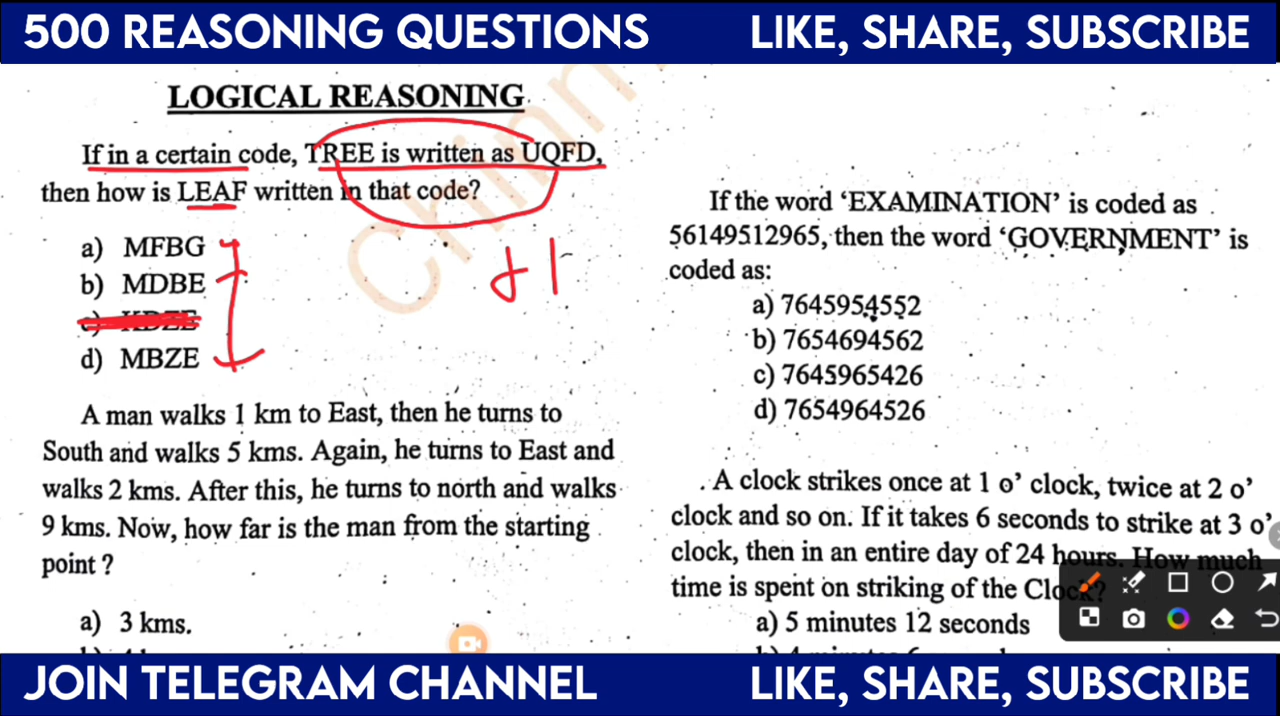 500 REASONING QUESTIONS
LIKE, SHARE, SUBSCRIBE
LOGICAL REASONING
If in a certain code, TREE is written as UQFD,
then how is LEAF written in that code?
a) MFBG
b) MDBE
c) KDZE
d) MBZE
+1
A man walks 1 km to East, then he turns to
South and walks 5 kms. Again, he turns to East and
walks 2 kms. After this, he turns to north and walks
9 kms. Now, how far is the man from the starting
point ?
a) 3 kms.
If the word ‘EXAMINATION’ is coded as
56149512965, then the word ‘GOVERNMENT’ is
coded as:
a) 7645954552
b) 7654694562
c) 7645965426
d) 7654964526
A clock strikes once at 1 o’ clock, twice at 2 o’
clock and so on. If it takes 6 seconds to strike at 3 o’
clock, then in an entire day of 24 hours. How much
time is spent on striking of the Clock?
a) 5 minutes 12 seconds
Chinn
JOIN TELEGRAM CHANNEL
LIKE, SHARE, SUBSCRIBE